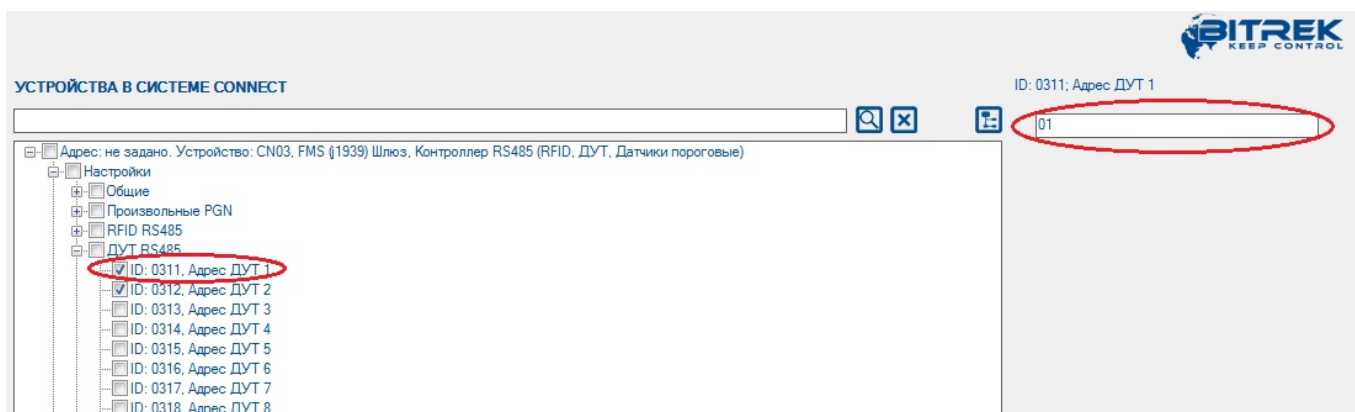 BITREK
KEEP CONTROL
УСТРОЙСТВА В СИСТЕМЕ CONNECT
ID: 0311; Адрес ДУТ 1
01
Адрес: не задано. Устройство: CN03, FMS (j1939) Шлюз, Контроллер RS485 (RFID, ДУТ, Датчики пороговые)
Настройки
Общие
Произвольные PGN
RFID RS485
ДУТ RS485
ID: 0311, Адрес ДУТ 1
ID: 0312, Адрес ДУТ 2
ID: 0313, Адрес ДУТ 3
ID: 0314, Адрес ДУТ 4
ID: 0315, Адрес ДУТ 5
ID: 0316, Адрес ДУТ 6
ID: 0317, Адрес ДУТ 7
ID: 0318, Адрес ДУТ 8